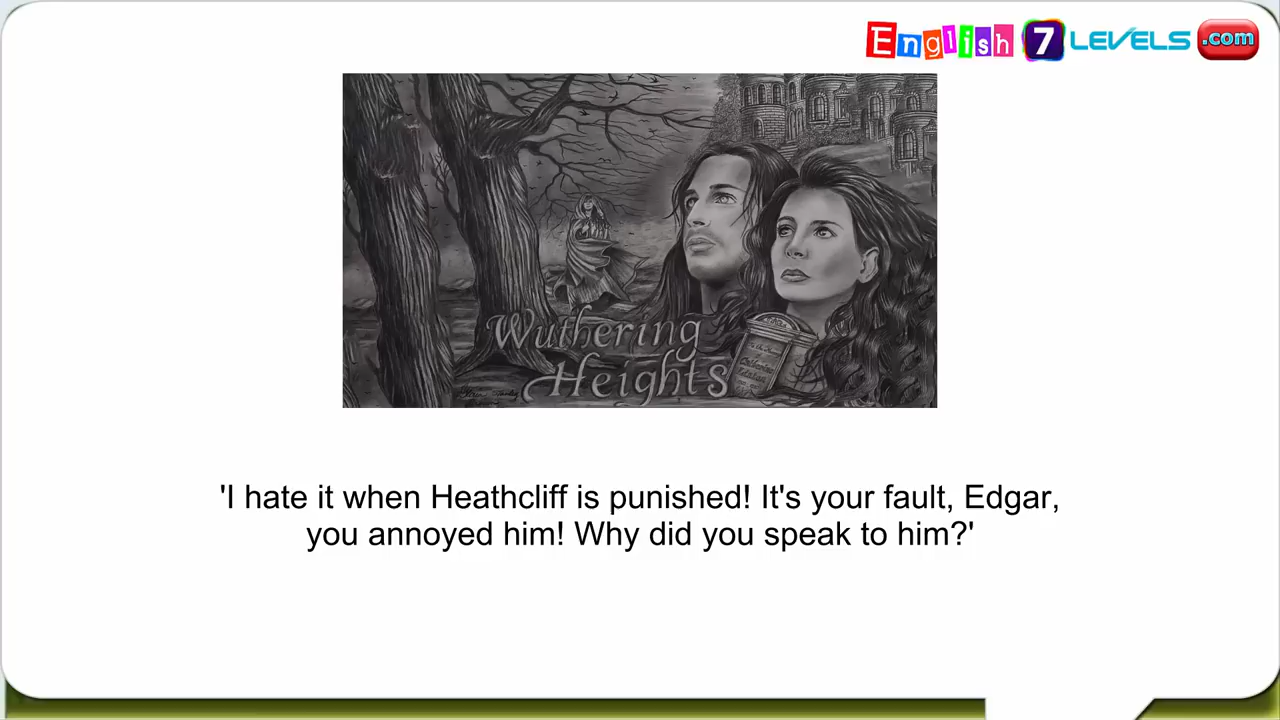 English 7 LEVELS .com
Wuthering
Heights
'I hate it when Heathcliff is punished! It's your fault, Edgar,
you annoyed him! Why did you speak to him?'